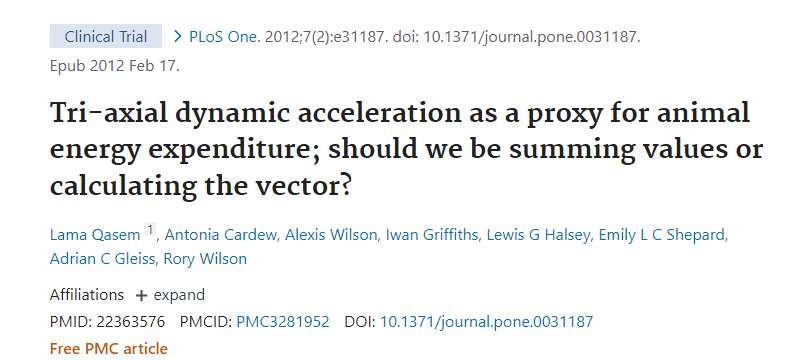 Clinical Trial > PLoS One. 2012;7(2):e31187. doi: 10.1371/journal.pone.0031187.
Epub 2012 Feb 17.
Tri-axial dynamic acceleration as a proxy for animal
energy expenditure; should we be summing values or
calculating the vector?
Lama Qasem 1, Antonia Cardew, Alexis Wilson, Iwan Griffiths, Lewis G Halsey, Emily L C Shepard,
Adrian C Gleiss, Rory Wilson
Affiliations + expand
PMID: 22363576 PMCID: PMC3281952 DOI: 10.1371/journal.pone.0031187
Free PMC article